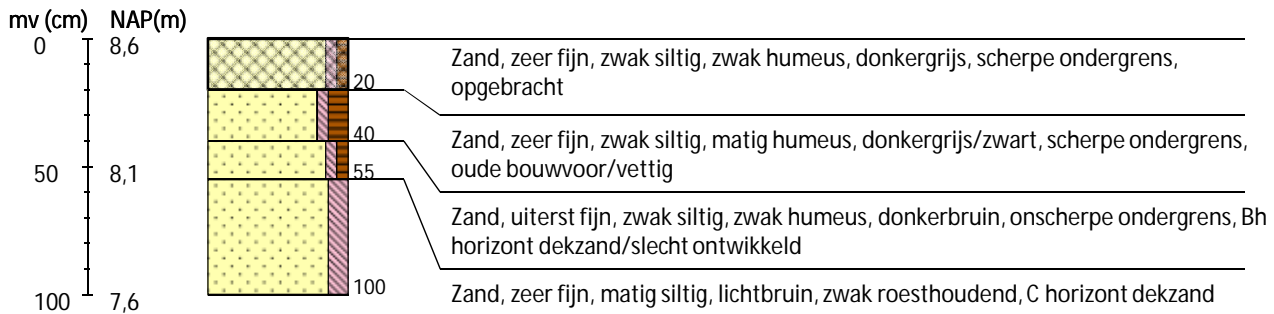 mv (cm) NAP(m)
0 8,6
Zand, zeer fijn, zwak siltig, zwak humeus, donkergrijs, scherpe ondergrens,
opgebracht
20
Zand, zeer fijn, zwak siltig, matig humeus, donkergrijs/zwart, scherpe ondergrens,
oude bouwvoor/vettig
40
50 8,1
55
Zand, uiterst fijn, zwak siltig, zwak humeus, donkerbruin, onscherpe ondergrens, Bh
horizont dekzand/slecht ontwikkeld
100
Zand, zeer fijn, matig siltig, lichtbruin, zwak roesthoudend, C horizont dekzand
100 7,6